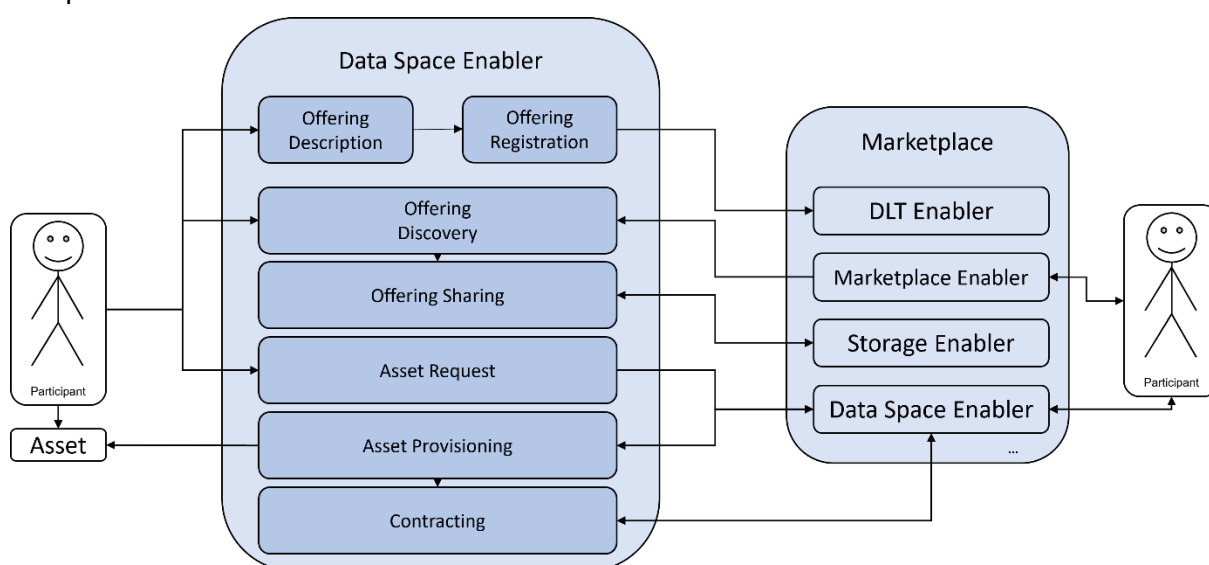 Data Space Enabler
Offering
Description
Offering
Registration
Offering
Discovery
Offering Sharing
Asset Request
Asset Provisioning
Contracting
Participant
Asset
Marketplace
DLT Enabler
Marketplace Enabler
Storage Enabler
Data Space Enabler
...
Participant